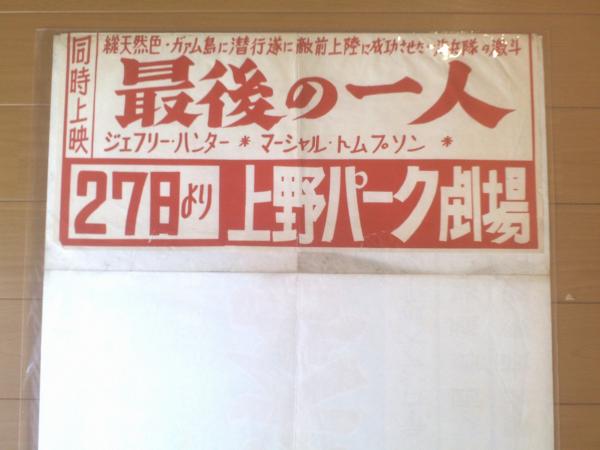 同時上映
総天然色・ガァム島に潜行遂に敵前上陸に成功させた・海兵隊の激斗
最後の一人
ジェフリー・ハンター * マーシャル・トムプソン *
27日より 上野パーク劇場